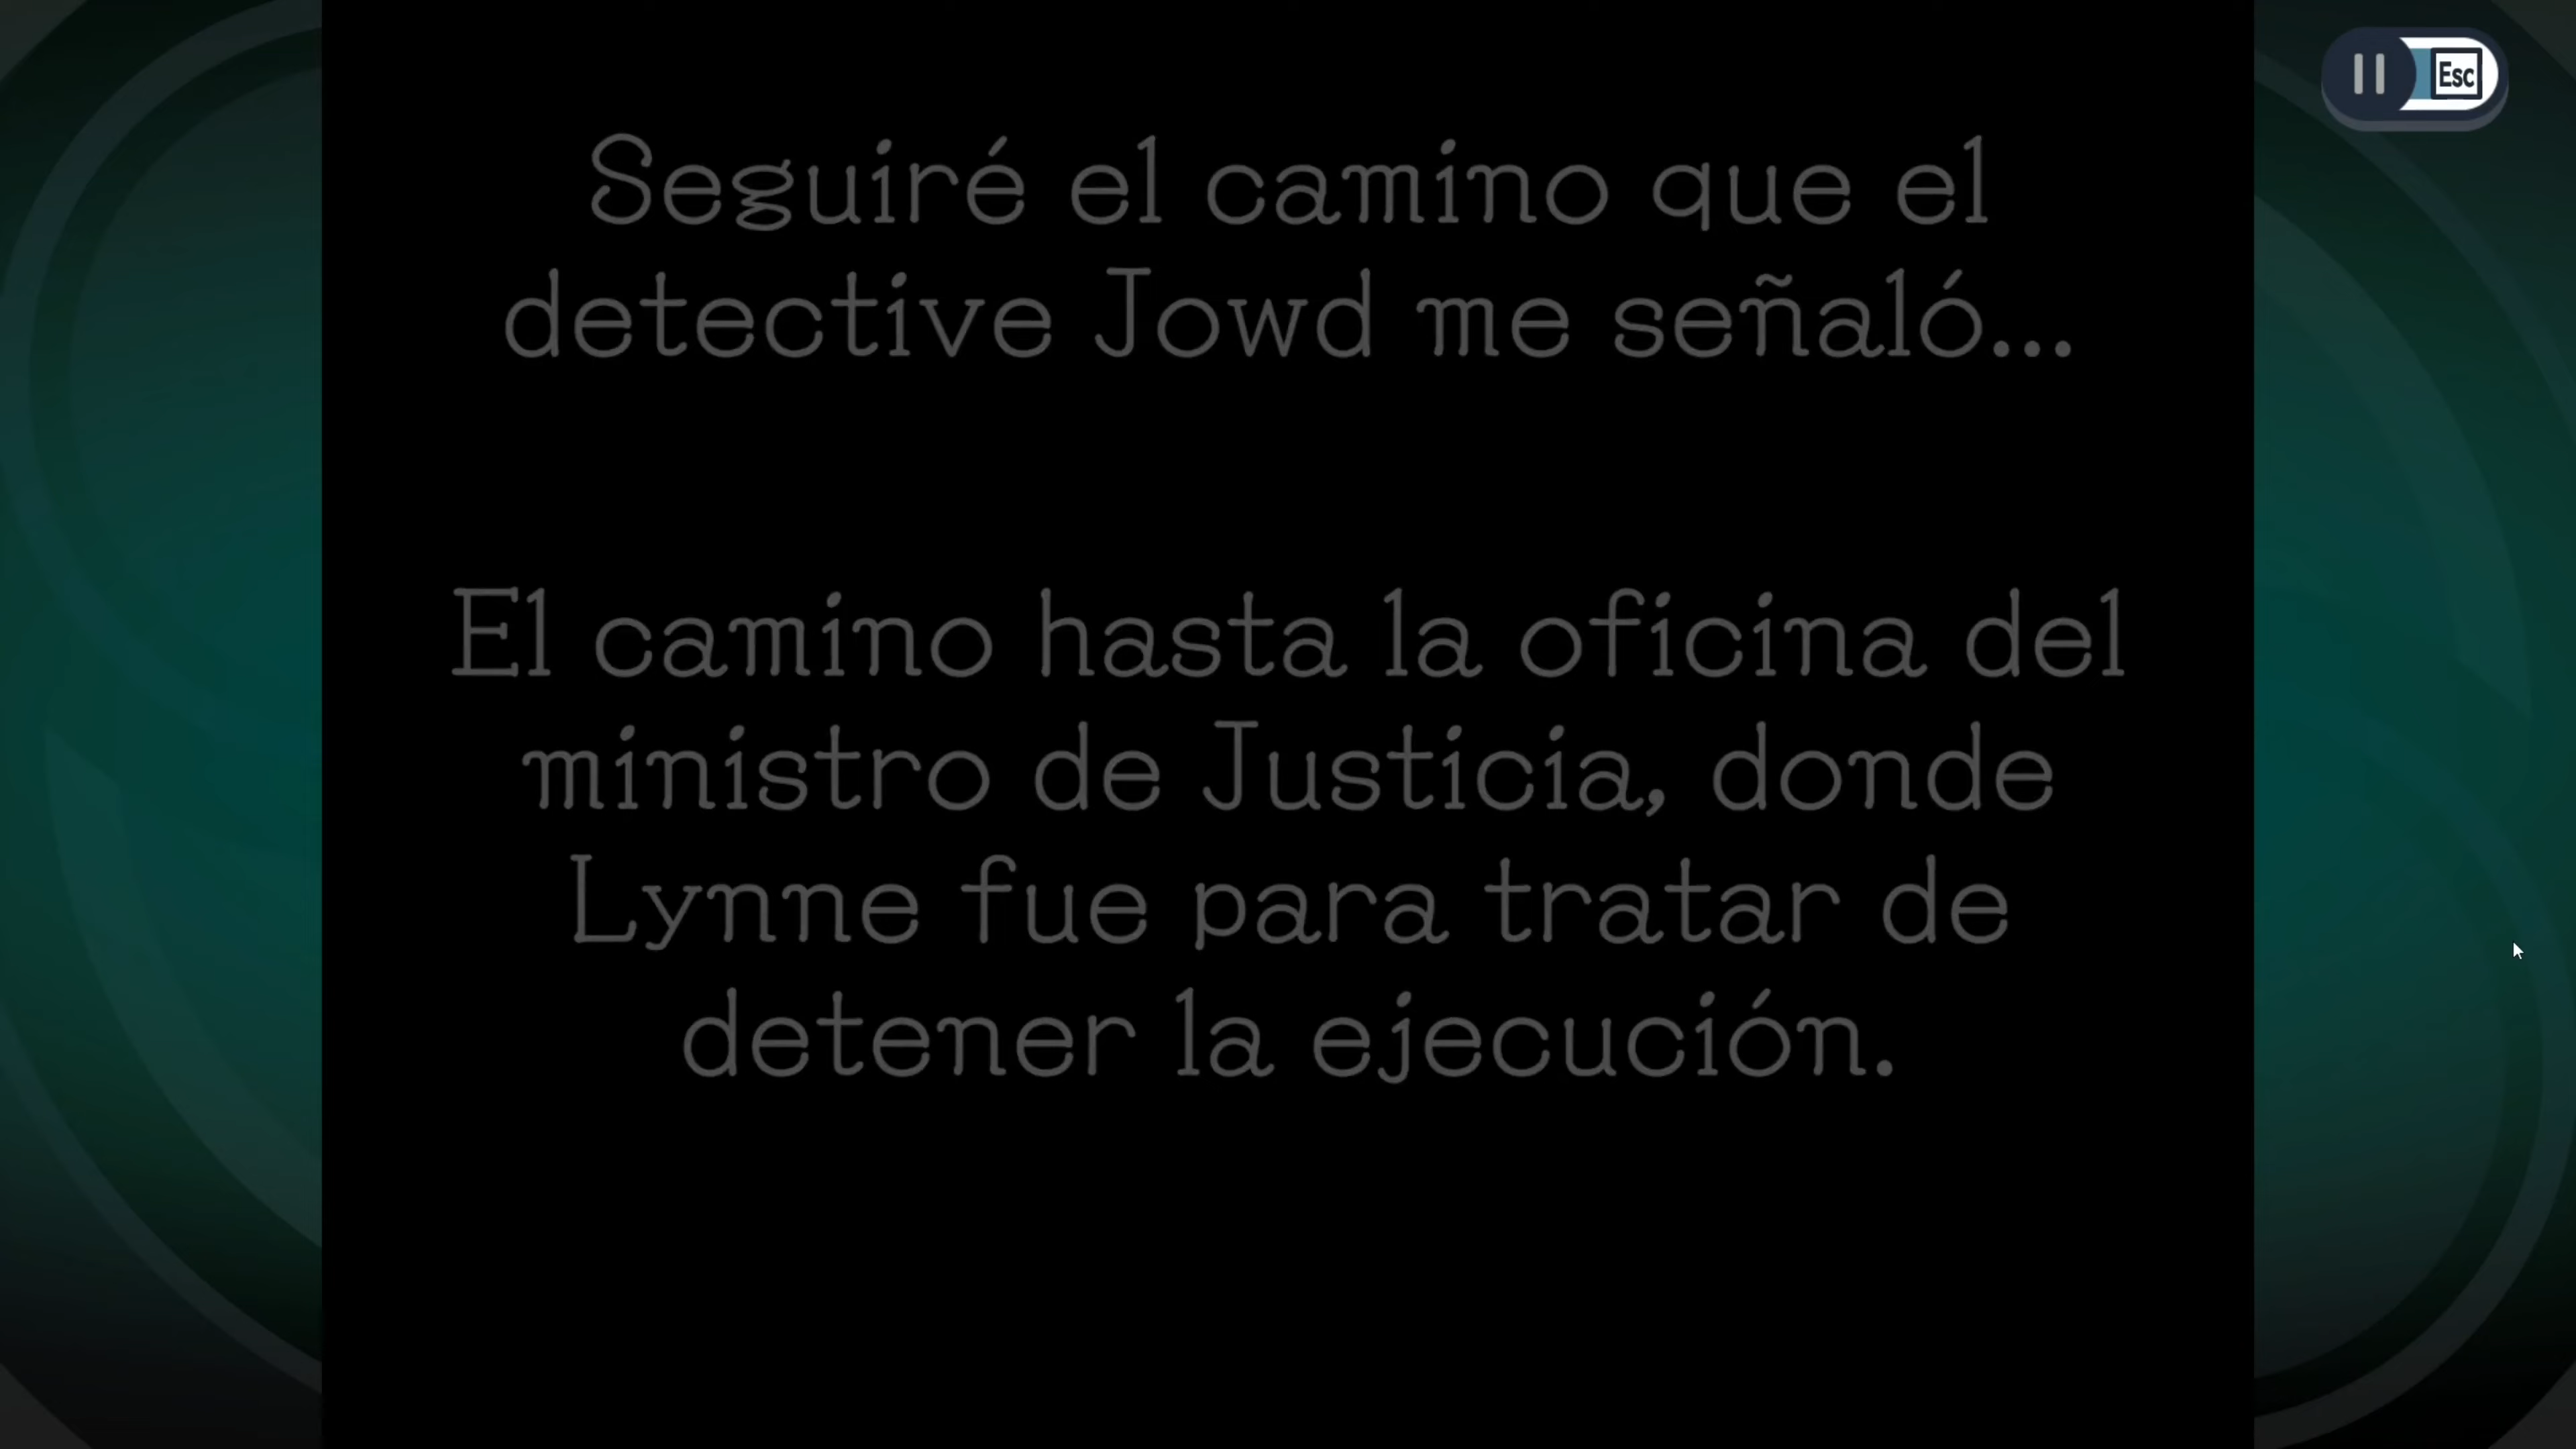 Esc
Seguiré el camino que el
detective Jowd me señaló...
El camino hasta la oficina del
ministro de Justicia, donde
Lynne fue para tratar de
detener la ejecución.